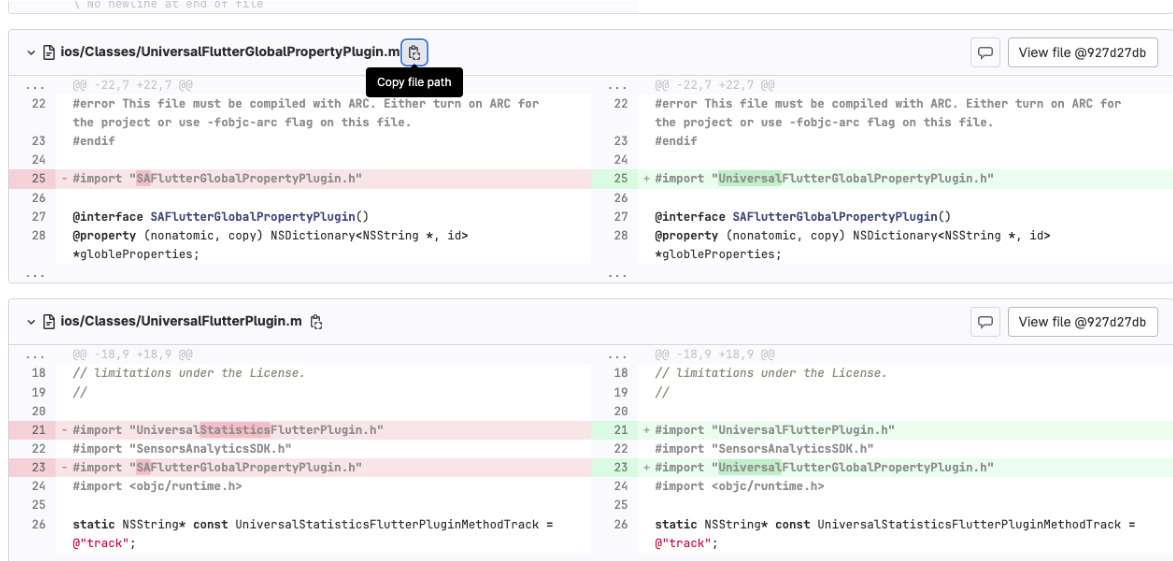 \ No newline at end of file
ios/Classes/UniversalFlutterGlobalPropertyPlugin.m
View file @927d27db
Copy file path
... @@ -22,7 +22,7 @@ ... @@ -22,7 +22,7 @@
22 #error This file must be compiled with ARC. Either turn on ARC for 22 #error This file must be compiled with ARC. Either turn on ARC for
the project or use -fobjc-arc flag on this file. the project or use -fobjc-arc flag on this file.
23 #endif 23 #endif
24 24
25 - #import "SAFlutterGlobalPropertyPlugin.h" 25 + #import "UniversalFlutterGlobalPropertyPlugin.h"
26 26
27 @interface SAFlutterGlobalPropertyPlugin() 27 @interface SAFlutterGlobalPropertyPlugin()
28 @property (nonatomic, copy) NSDictionary<NSString *, id> 28 @property (nonatomic, copy) NSDictionary<NSString *, id>
*globleProperties; *globleProperties;
... ...
ios/Classes/UniversalFlutterPlugin.m
View file @927d27db
... @@ -18,9 +18,9 @@ ... @@ -18,9 +18,9 @@
18 // limitations under the License. 18 // limitations under the License.
19 // 19 //
20 20
21 - #import "UniversalStatisticsFlutterPlugin.h" 21 + #import "UniversalFlutterPlugin.h"
22 #import "SensorsAnalyticsSDK.h" 22 #import "SensorsAnalyticsSDK.h"
23 - #import "SAFlutterGlobalPropertyPlugin.h" 23 + #import "UniversalFlutterGlobalPropertyPlugin.h"
24 #import <objc/runtime.h> 24 #import <objc/runtime.h>
25 25
26 static NSString* const UniversalStatisticsFlutterPluginMethodTrack = 26 static NSString* const UniversalStatisticsFlutterPluginMethodTrack =
@"track"; @"track";